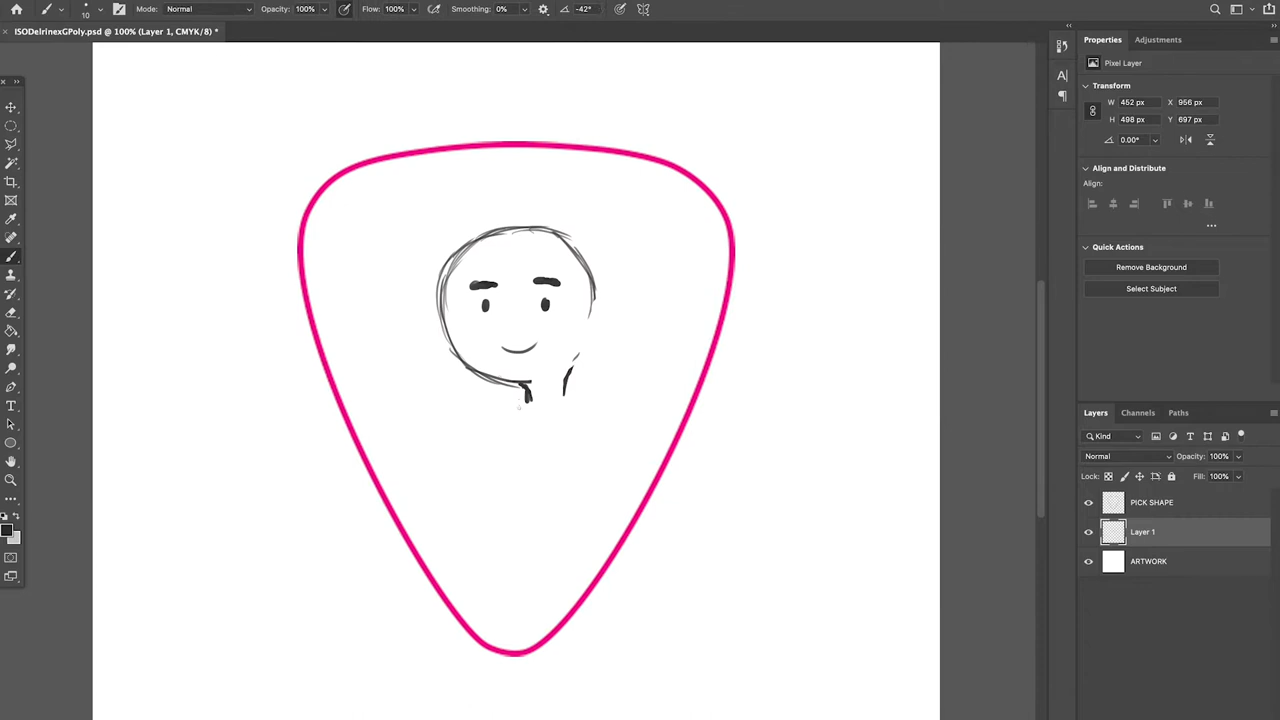 Mode: Normal Opacity: 100% Flow: 100% Smoothing: 0% -42°
10
ISODelrinexGPoly.psd @ 100% (Layer 1, CMYK/8) *
Properties Adjustments
Pixel Layer
Transform
W 452 px X 956 px
H 498 px Y 697 px
0.00°
Align and Distribute
Align:
Quick Actions
Remove Background
Select Subject
Layers Channels Paths
Kind
Normal Opacity: 100%
Lock: Fill: 100%
PICK SHAPE
Layer 1
ARTWORK